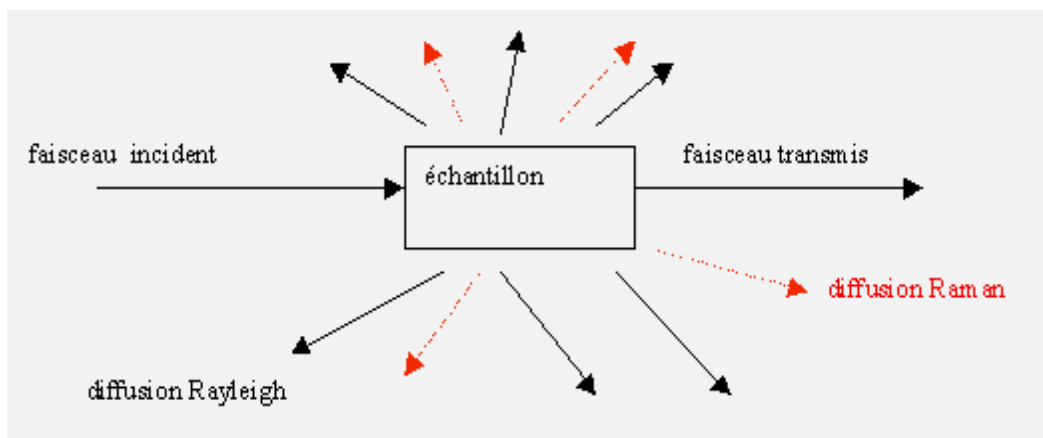 faisceau incident
échantillon
faisceau transmis
diffusion Raman
diffusion Rayleigh